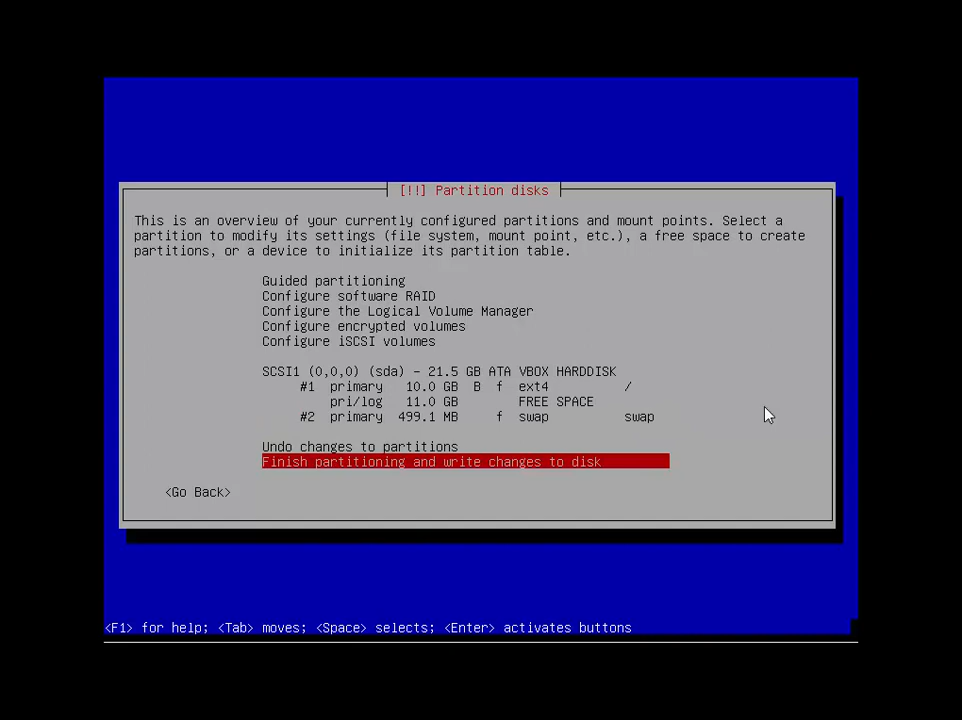 [!!] Partition disks
This is an overview of your currently configured partitions and mount points. Select a
partition to modify its settings (file system, mount point, etc.), a free space to create
partitions, or a device to initialize its partition table.
Guided partitioning
Configure software RAID
Configure the Logical Volume Manager
Configure encrypted volumes
Configure iSCSI volumes
SCSI1 (0,0,0) (sda) - 21.5 GB ATA VBOX HARDDISK
#1 primary 10.0 GB B f ext4 /
pri/log 11.0 GB FREE SPACE
#2 primary 499.1 MB f swap swap
Undo changes to partitions
Finish partitioning and write changes to disk
<Go Back>
<F1> for help; <Tab> moves; <Space> selects; <Enter> activates buttons